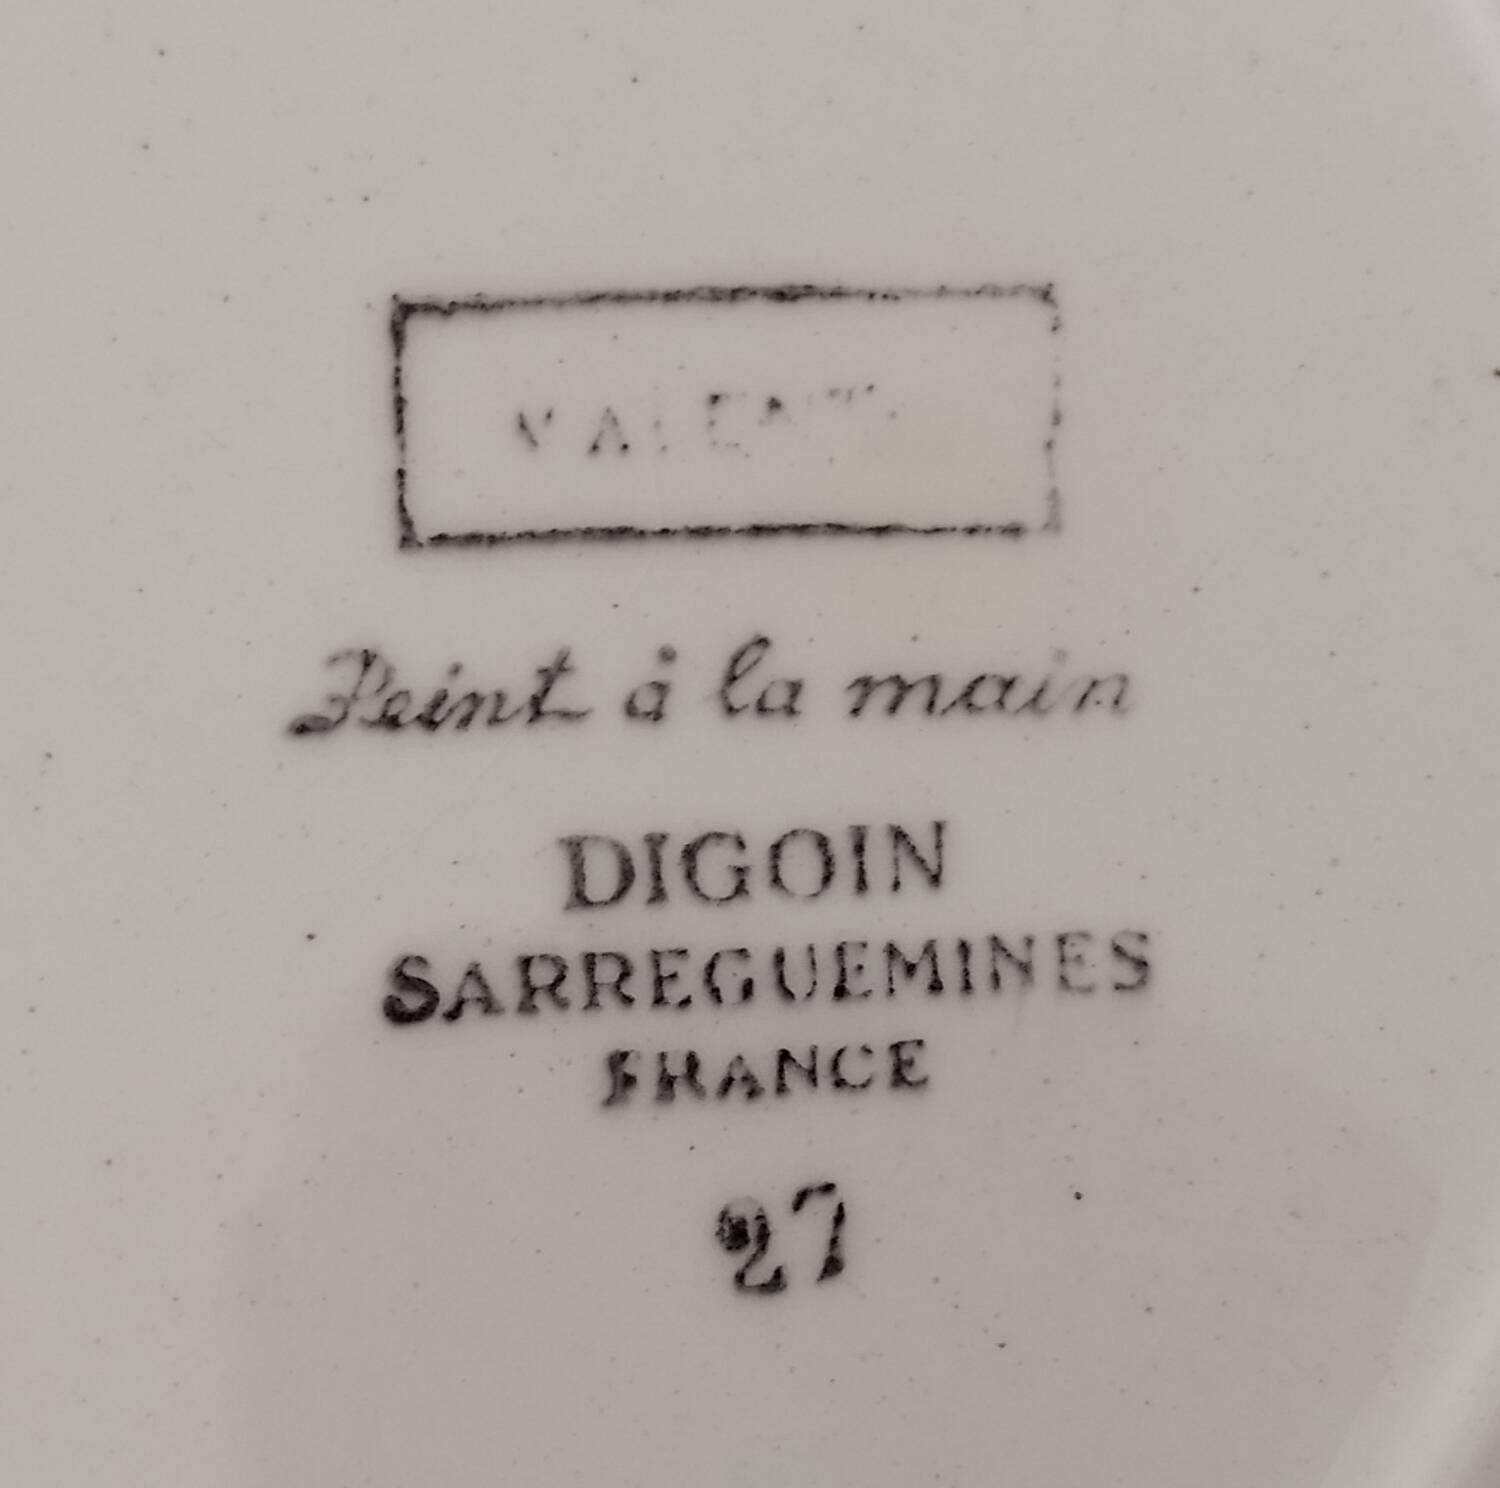 Peint à la main
DIGOIN
SARREGUEMINES
FRANCE
27